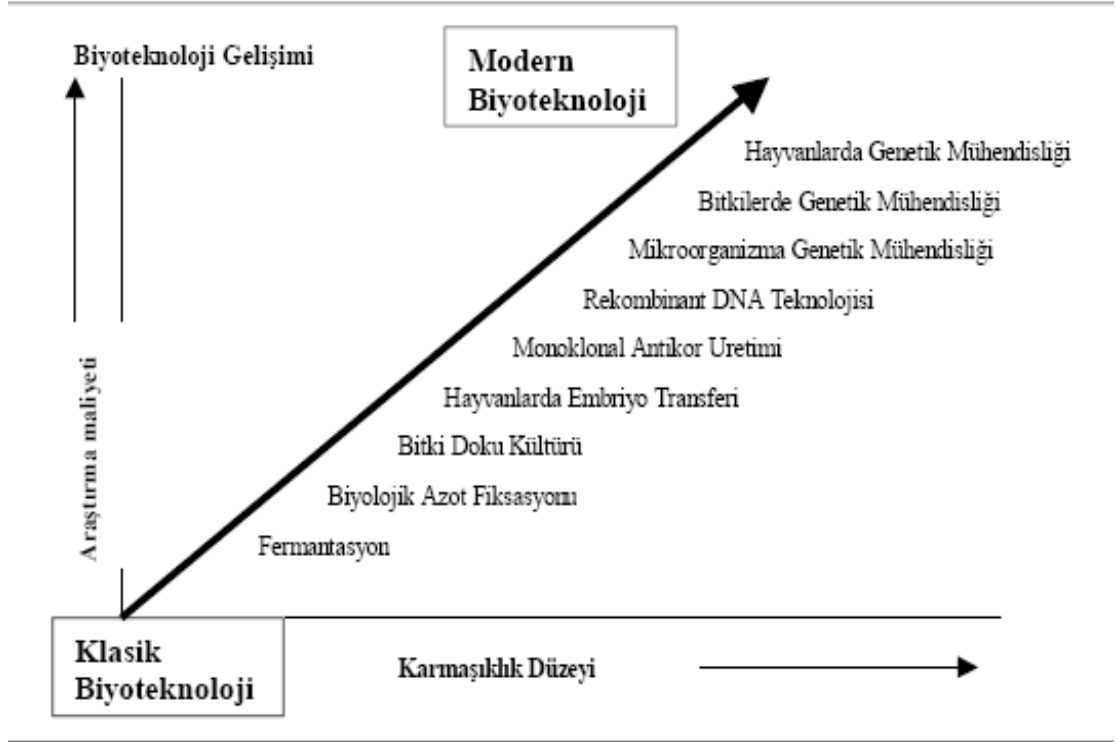 Biyoteknoloji Gelişimi
Modern
Biyoteknoloji
Hayvanlarda Genetik Mühendisliği
Bitkilerde Genetik Mühendisliği
Mikroorganizma Genetik Mühendisliği
Rekombinant DNA Teknolojisi
Monoklonal Antikor Uretimi
Hayvanlarda Embriyo Transferi
Bitki Doku Kültürü
Biyolojik Azot Fiksasyonu
Fermantasyon
Araştırma maliyeti
Klasik
Biyoteknoloji
Karmaşıklık Düzeyi